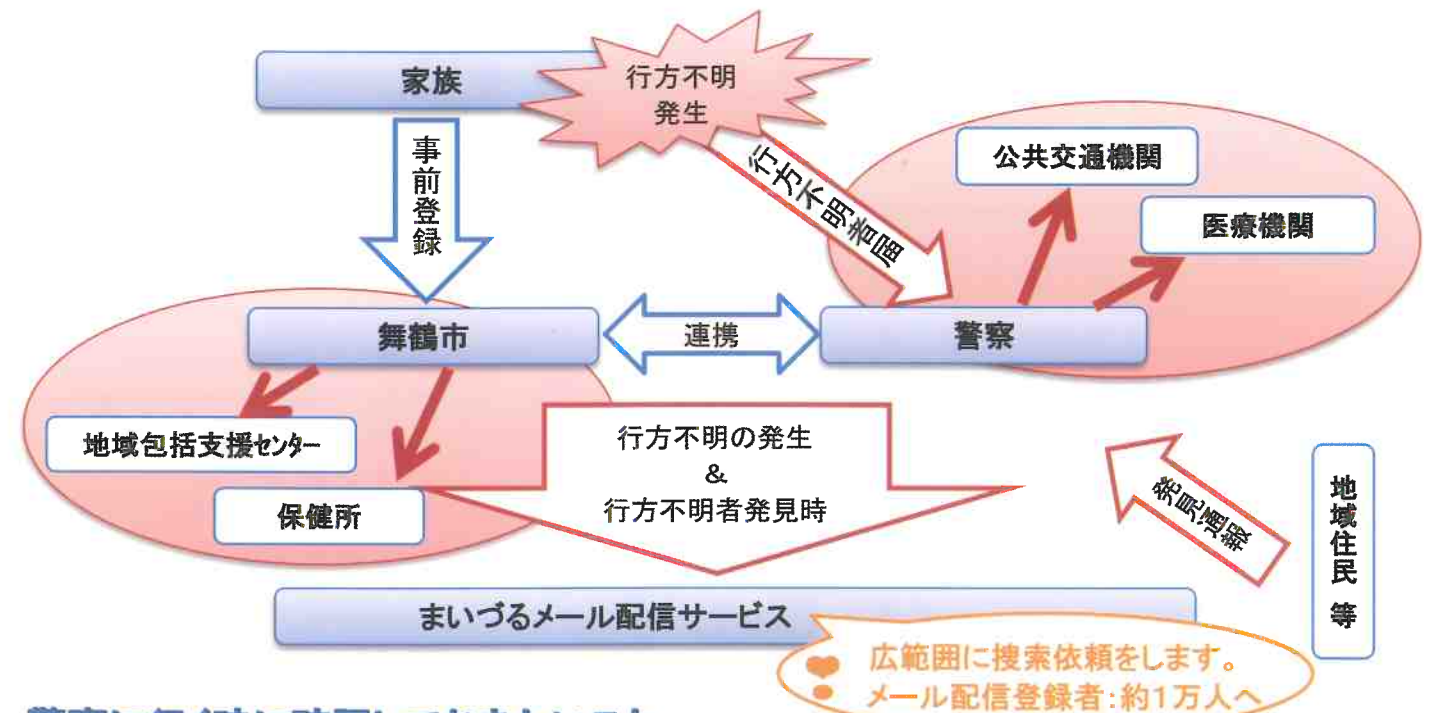 家族
行方不明
発生
事前登録
行方不明者届
公共交通機関
医療機関
舞鶴市
連携
警察
地域包括支援センター
保健所
行方不明の発生
&
行方不明者発見時
発見通報
地域住民 等
まいづるメール配信サービス
広範囲に捜索依頼をします。
メール配信登録者:約1万人へ